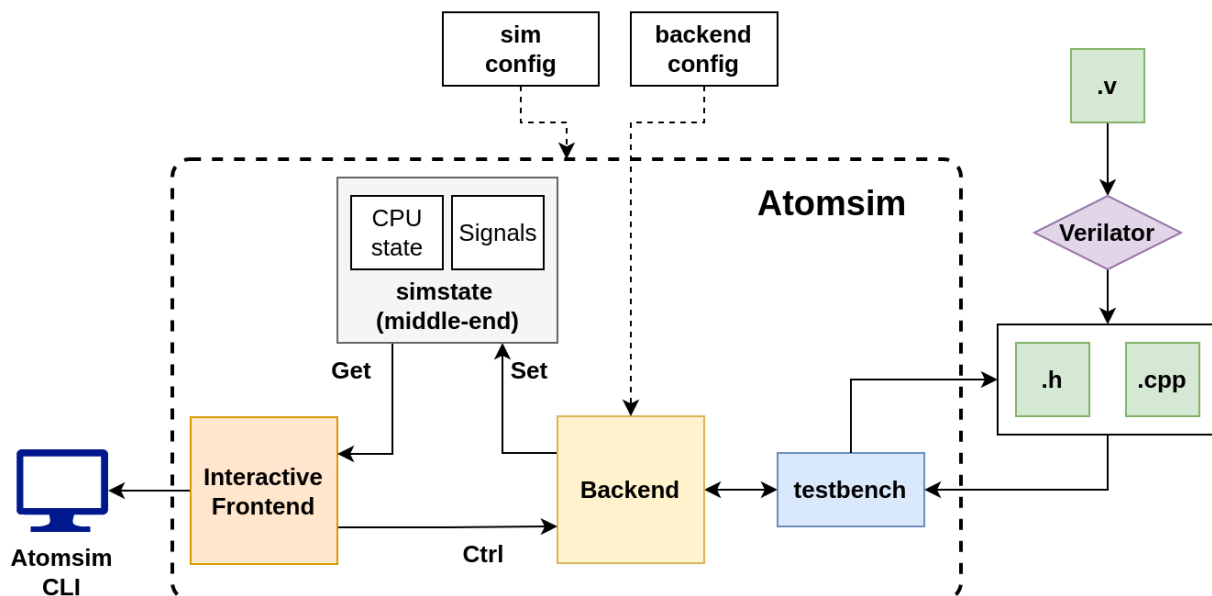 sim
config
backend
config
.v
Atomsim
CPU
state
Signals
Verilator
simstate
(middle-end)
Get
Set
.h
.cpp
Interactive
Frontend
Backend
testbench
Ctrl
Atomsim
CLI